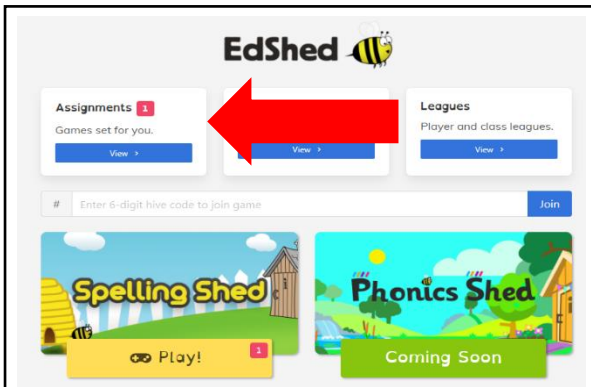 EdShed
Assignments 1
Games set for you.
View >
View >
Leagues
Player and class leagues.
View >
# Enter 6-digit hive code to join game Join
Spelling Shed
Play! 1
Phonics Shed
Coming Soon